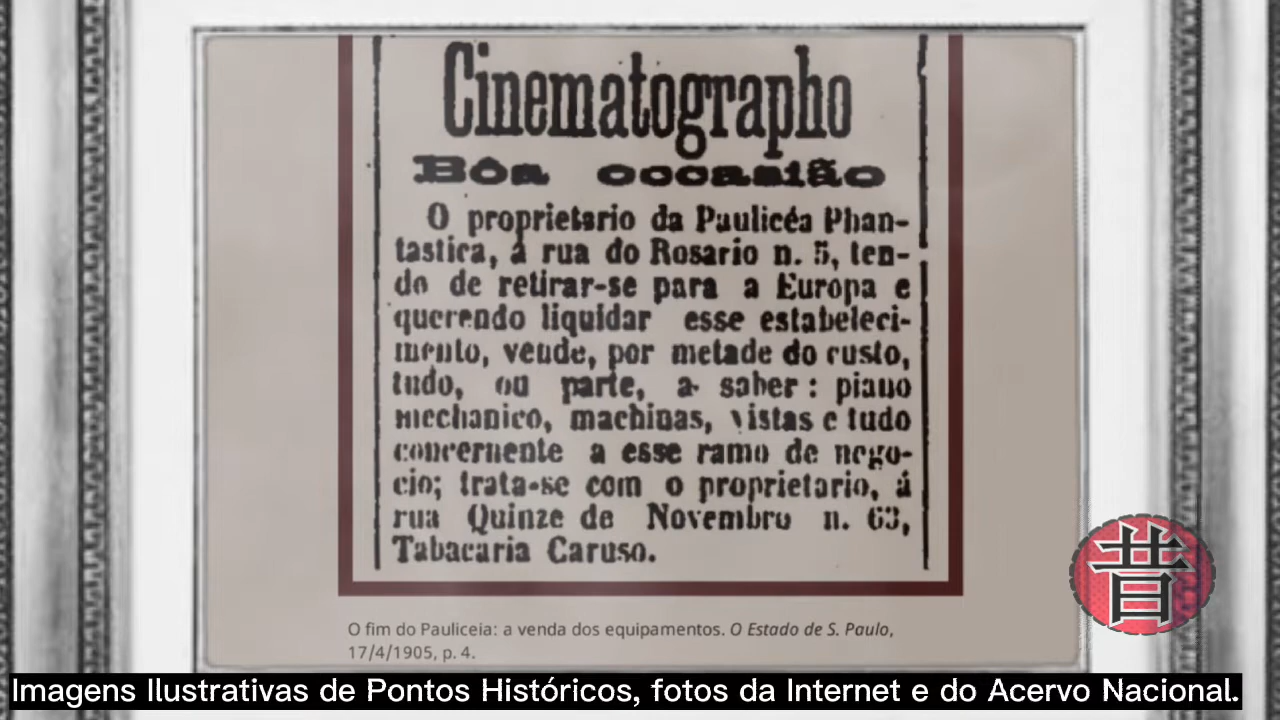 Cinematographo
Bôa occasião
O proprietario da Paulicéa Phan-
tastica, á rua do Rosario n. 5, ten-
do de retirar-se para a Europa e
querendo liquidar esse estabeleci-
mento, vende, por metade do custo,
tudo, ou parte, a saber: piano
mechanico, machinas, vistas e tudo
concernente a esse ramo de nego-
cio; trata-se com o proprietario, á
rua Quinze de Novembro n. 63,
Tabacaria Caruso.
O fim do Pauliceia: a venda dos equipamentos. O Estado de S. Paulo,
17/4/1905, p. 4.
昔
Imagens Ilustrativas de Pontos Históricos, fotos da Internet e do Acervo Nacional.